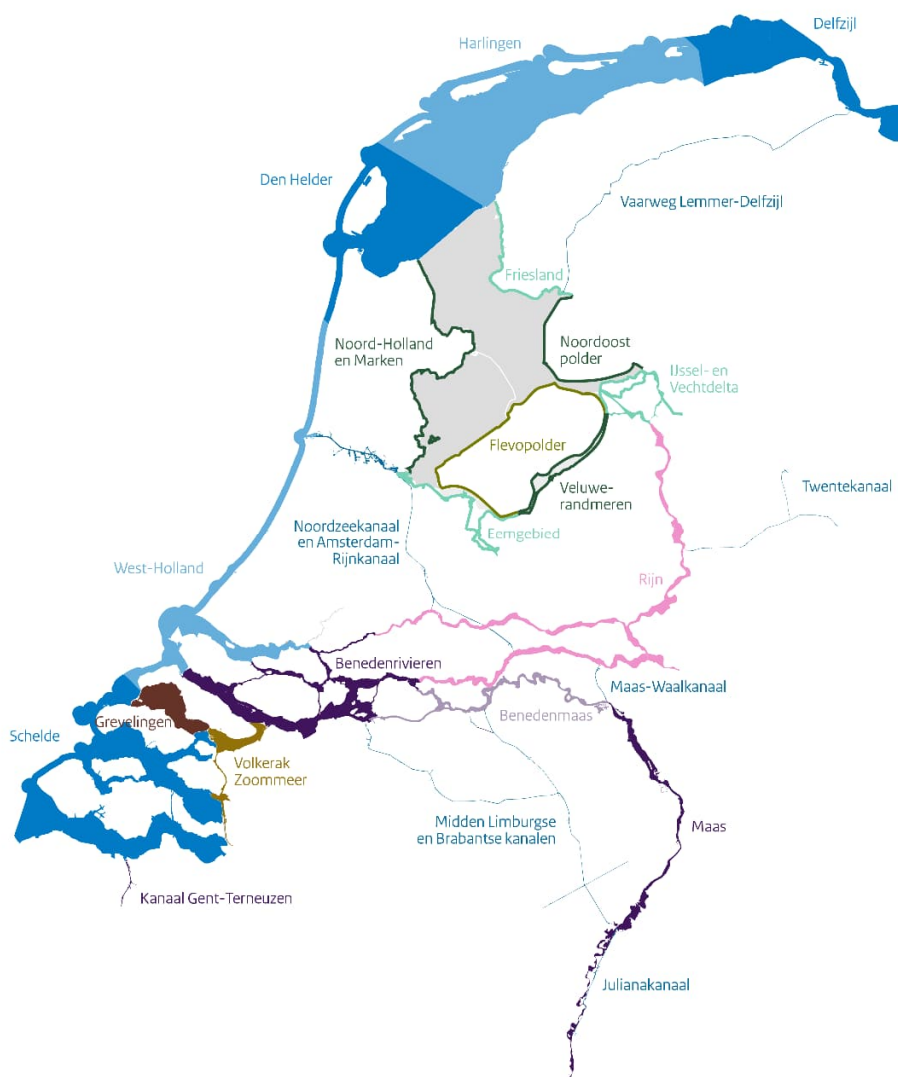 Delfzijl
Harlingen
Den Helder
Vaarweg Lemmer-Delfzijl
Friesland
Noord-Holland
en Marken
Noordoost
polder
IJssel- en
Vechtdelta
Flevopolder
Veluwe-
randmeren
Twentekanaal
Noordzeekanaal
en Amsterdam-
Rijnkanaal
Eemgebied
West-Holland
Rijn
Benedenrivieren
Maas-Waalkanaal
Benedenmaas
Grevelingen
Schelde
Volkerak
Zoommeer
Midden Limburgse
en Brabantse kanalen
Maas
Kanaal Gent-Terneuzen
Julianakanaal